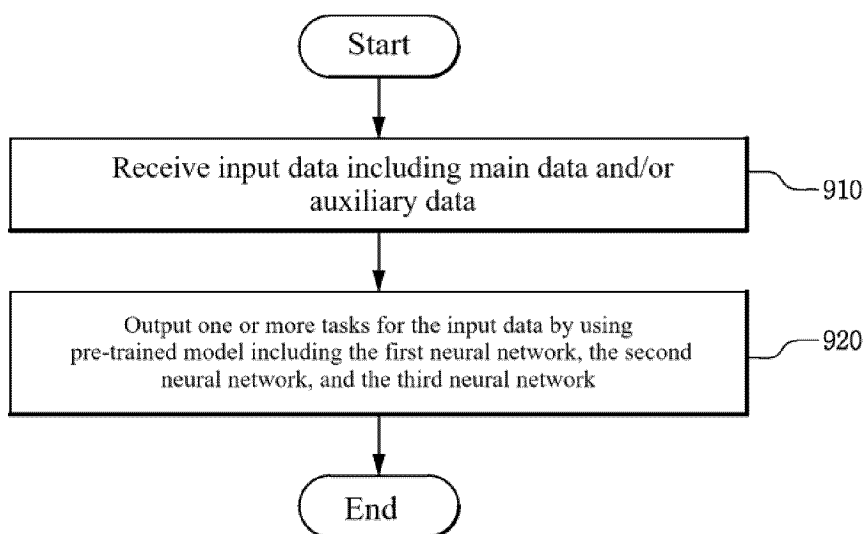 Start
Receive input data including main data and/or
auxiliary data
910
Output one or more tasks for the input data by using
pre-trained model including the first neural network, the second
neural network, and the third neural network
920
End